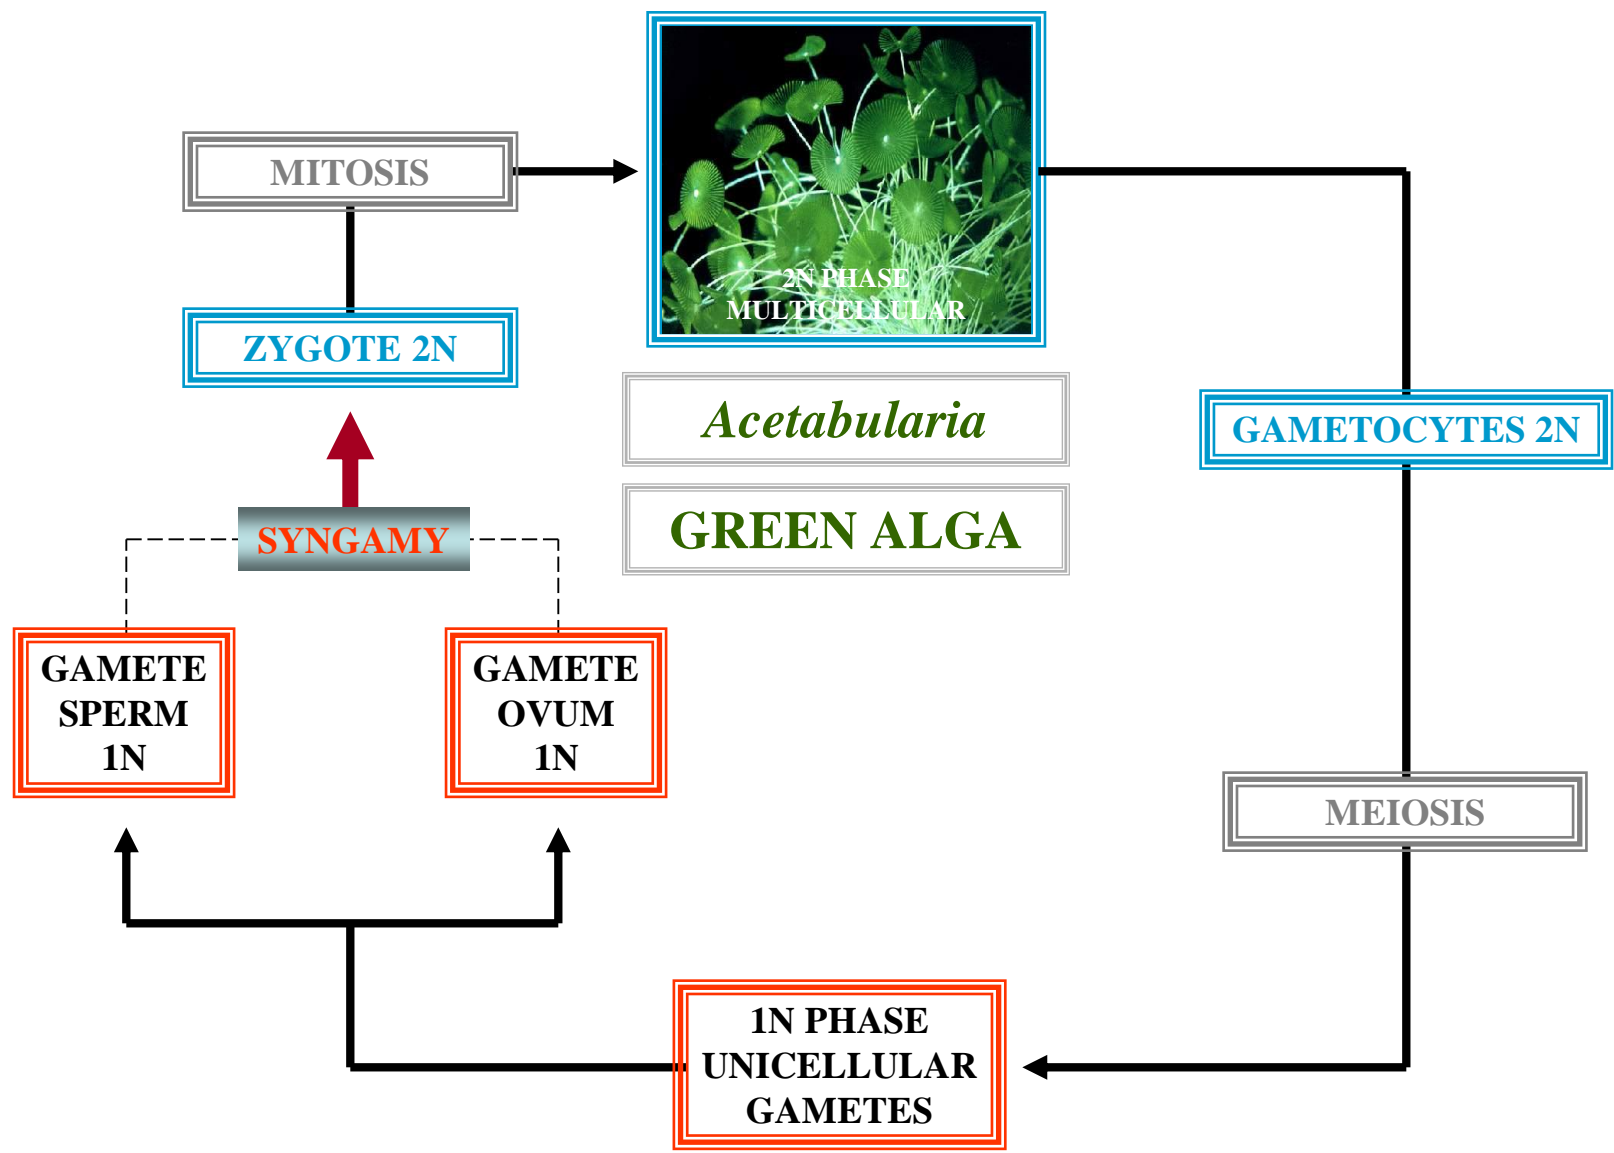 MITOSIS
2N PHASE
MULTICELLULAR
ZYGOTE 2N
Acetabularia
GAMETOCYTES 2N
GREEN ALGA
SYNGAMY
GAMETE
SPERM
1N
GAMETE
OVUM
1N
MEIOSIS
1N PHASE
UNICELLULAR
GAMETES